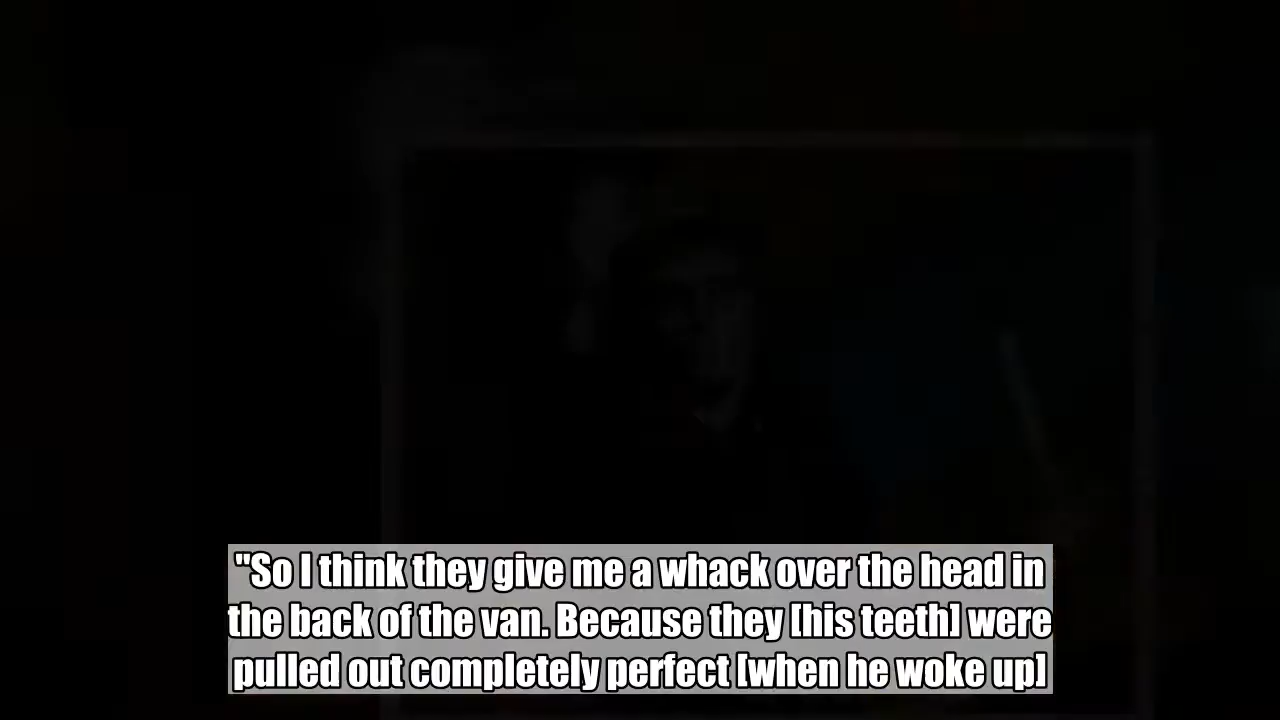 "So I think they give me a whack over the head in
the back of the van. Because they [his teeth] were
pulled out completely perfect [when he woke up]